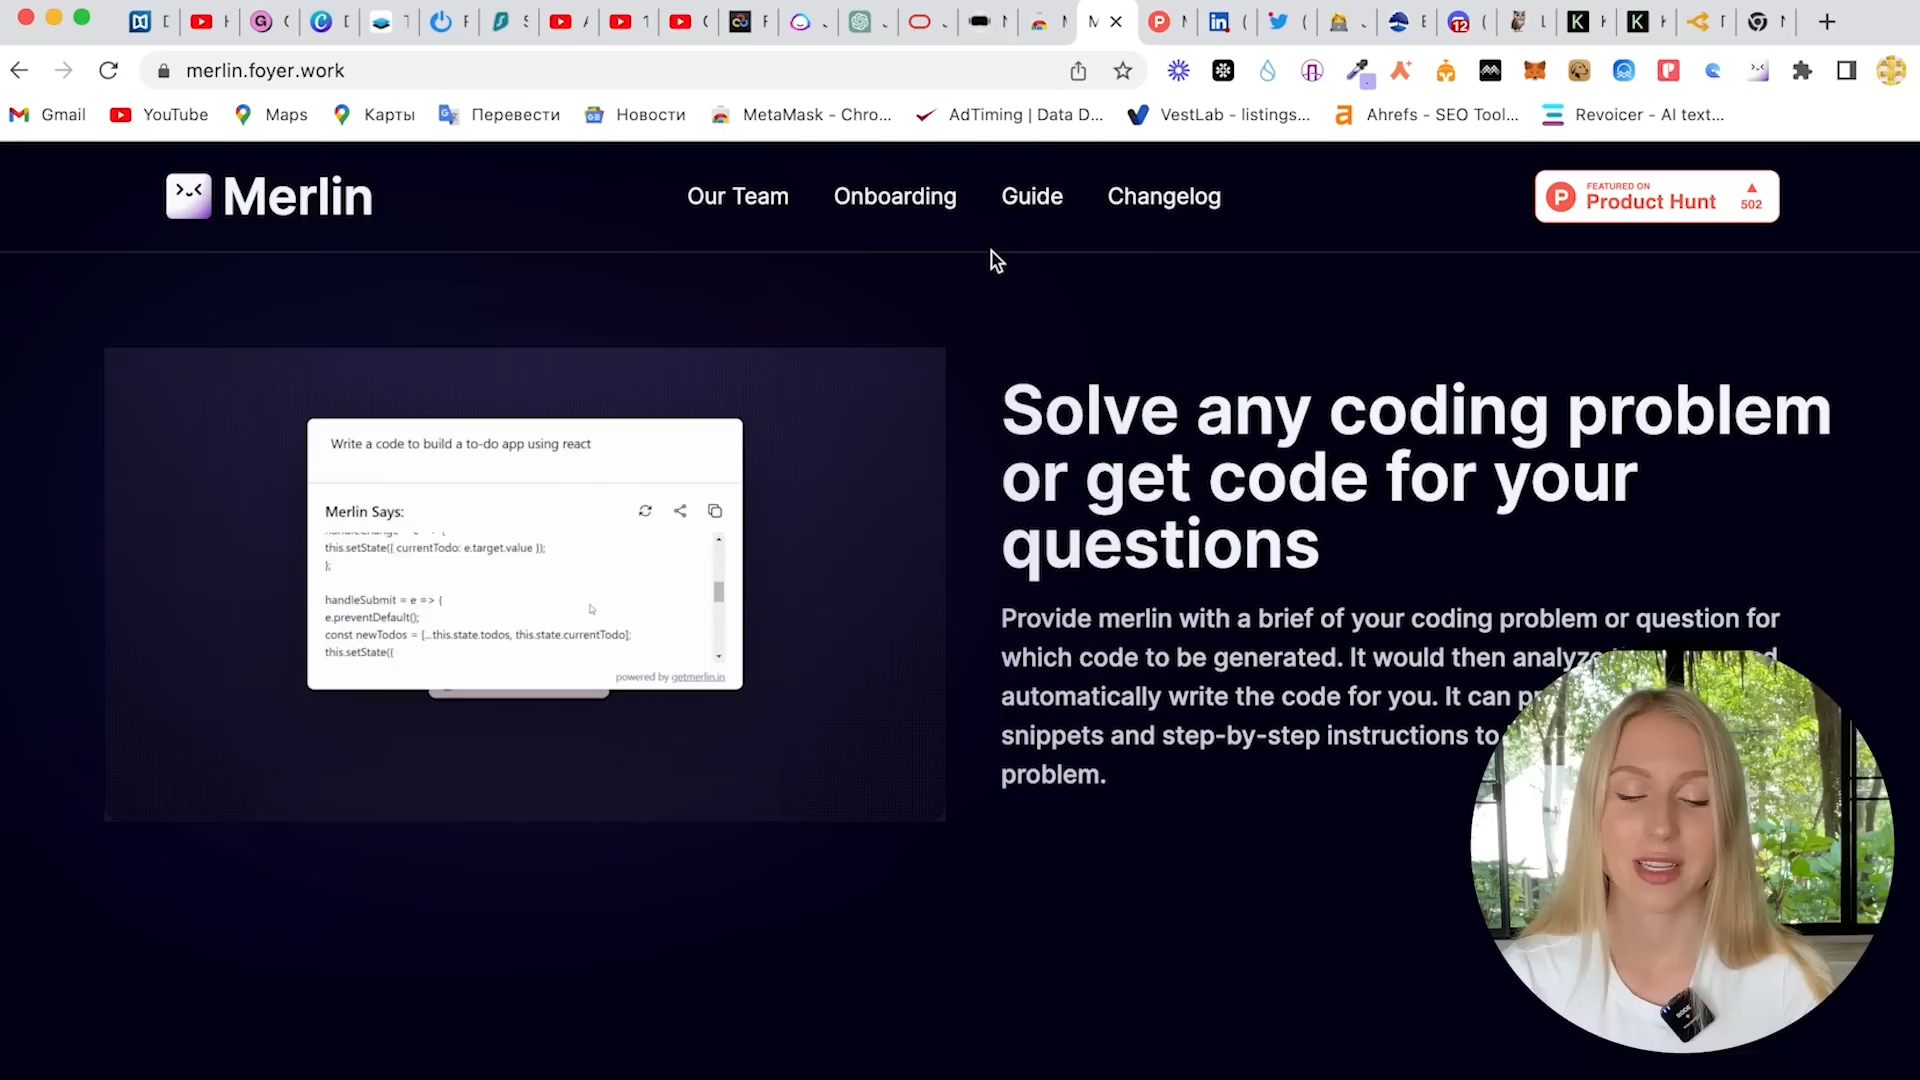 merlin.foyer.work
Gmail
YouTube
Maps
Карты
Перевести
Новости
MetaMask - Chro...
AdTiming | Data D...
VestLab - listings...
Ahrefs - SEO Tool...
Revoicer - AI text...
Merlin
Our Team
Onboarding
Guide
Changelog
FEATURED ON
Product Hunt
502
Write a code to build a to-do app using react
Merlin Says:
this.setState({ currentTodo: e.target.value });
};
handleSubmit = e => {
e.preventDefault();
const newTodos = [...this.state.todos, this.state.currentTodo];
this.setState({
powered by getmerlin.in
Solve any coding problem
or get code for your
questions
Provide merlin with a brief of your coding problem or question for
which code to be generated. It would then analyze
automatically write the code for you. It can
snippets and step-by-step instructions to
problem.
RODE
12